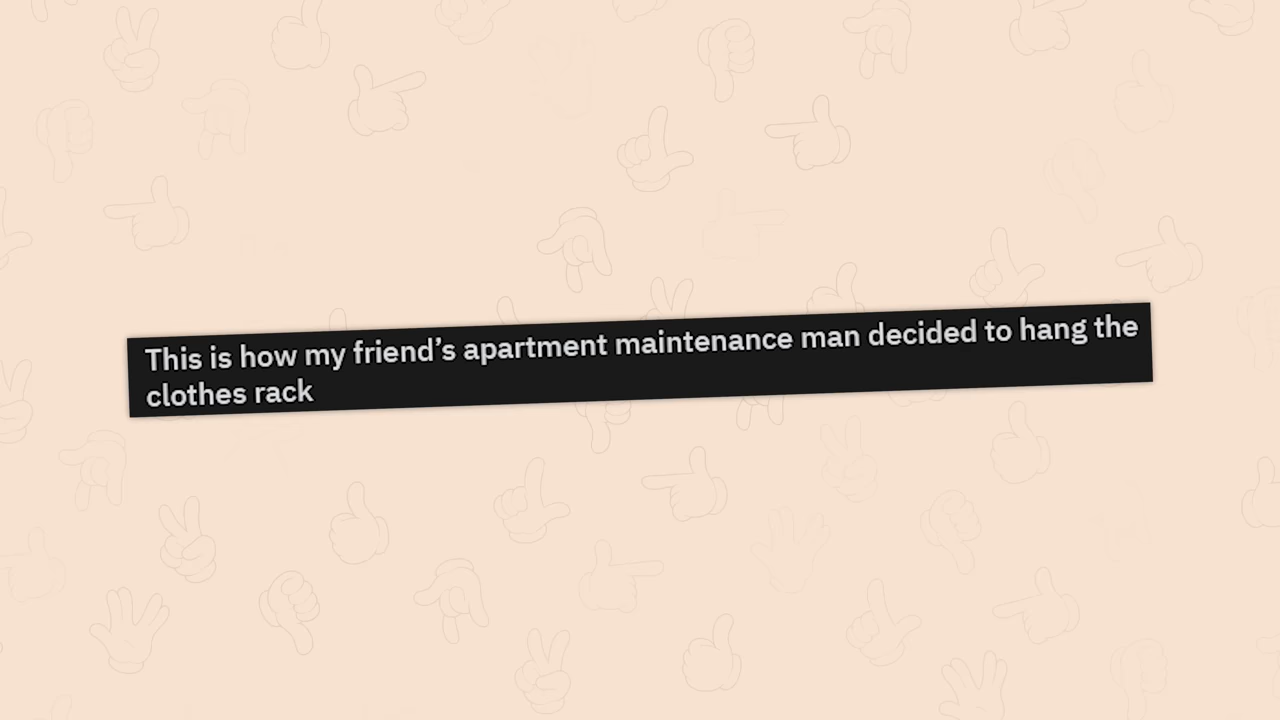 This is how my friend’s apartment maintenance man decided to hang the
clothes rack